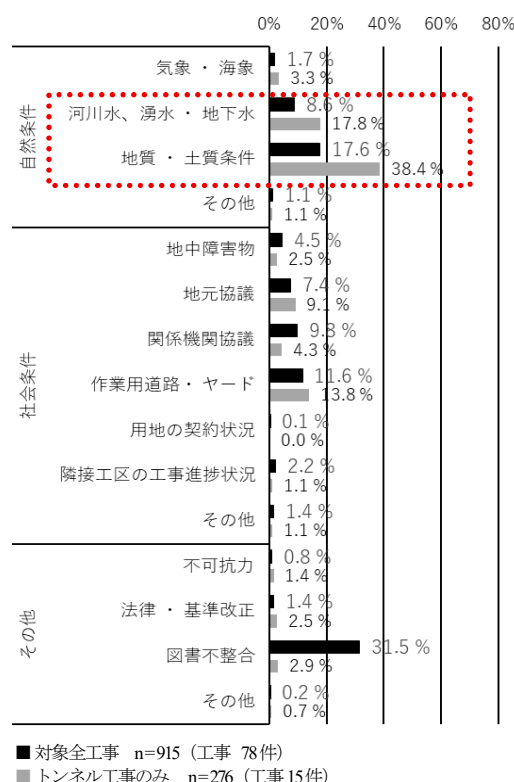 0% 20% 40% 60% 80%
自然条件
気象 ・ 海象 1.7 %
3.3 %
河川水、湧水 ・ 地下水 8.6 %
17.8 %
地質 ・ 土質条件 17.6 %
38.4 %
その他 1.1 %
1.1 %
社会条件
地中障害物 4.5 %
2.5 %
地元協議 7.4 %
9.1 %
関係機関協議 9.8 %
4.3 %
作業用道路・ ヤード 11.6 %
13.8 %
用地の契約状況 0.1 %
0.0 %
隣接工区の工事進捗状況 2.2 %
1.1 %
その他 1.4 %
1.1 %
その他
不可抗力 0.8 %
1.4 %
法律 ・ 基準改正 1.4 %
2.5 %
図書不整合 31.5 %
2.9 %
その他 0.2 %
0.7 %
■対象全工事 n=915（工事 78件）
■トンネル工事のみ n=276（工事15件）